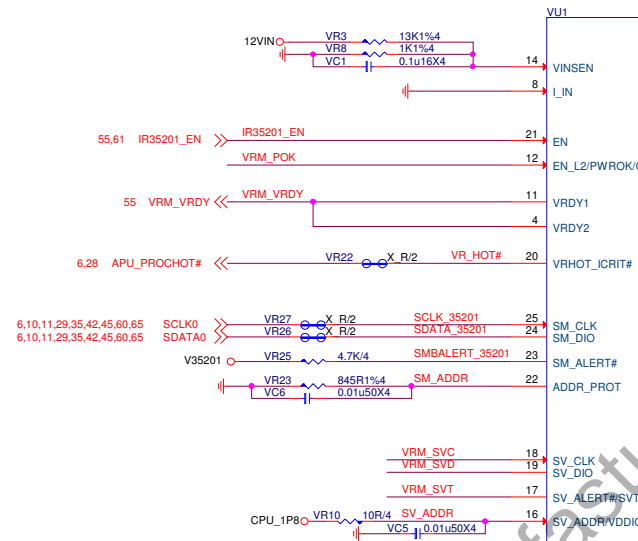 VU1
12VIN VR3 13K1%4
VR8 1K1%4
VC1 0.1u16X4
14 VINSEN
8 I_IN
55,61 IR35201_EN IR35201_EN 21 EN
VRM_POK 12 EN_L2/PWROK/
55 VRM_VRDY VRM_VRDY 11 VRDY1
4 VRDY2
6,28 APU_PROCHOT# VR22 X_R/2 VR_HOT# 20 VRHOT_ICRIT#
6,10,11,29,35,42,45,60,65 SCLK0 VR27 X_R/2 SCLK_35201 25 SM_CLK
6,10,11,29,35,42,45,60,65 SDATA0 VR26 X_R/2 SDATA_35201 24 SM_DIO
V35201 VR25 4.7K/4 SMBALERT_35201 23 SM_ALERT#
VR23 845R1%4 SM_ADDR 22 ADDR_PROT
VC6 0.01u50X4
VRM_SVC 18 SV_CLK
VRM_SVD 19 SV_DIO
VRM_SVT 17 SV_ALERT#/SVT
CPU_1P8 VR10 10R/4 SV_ADDR 16 SV_ADDR/VDDIO
VC5 0.01u50X4